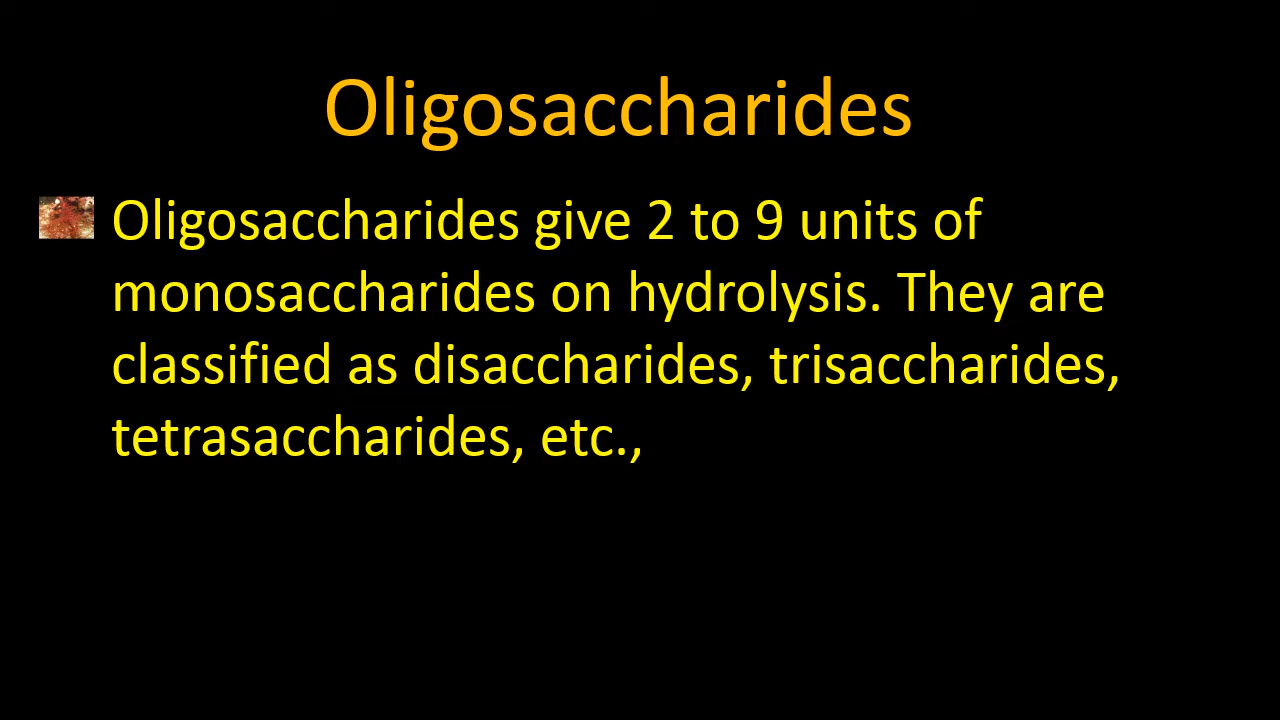 Oligosaccharides
Oligosaccharides give 2 to 9 units of
monosaccharides on hydrolysis. They are
classified as disaccharides, trisaccharides,
tetrasaccharides, etc.,